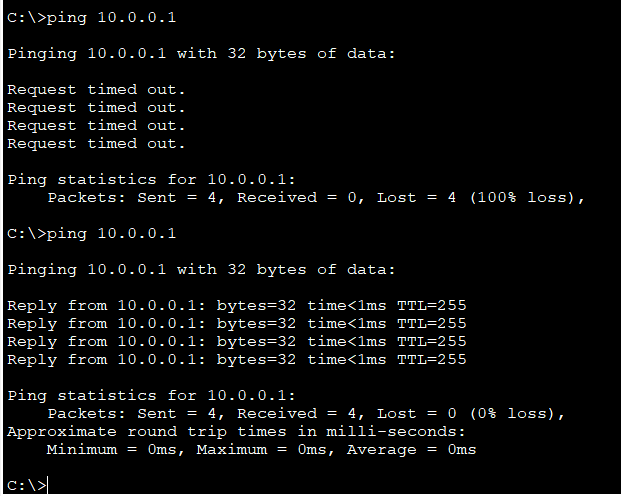 C:\>ping 10.0.0.1
Pinging 10.0.0.1 with 32 bytes of data:
Request timed out.
Request timed out.
Request timed out.
Request timed out.
Ping statistics for 10.0.0.1:
    Packets: Sent = 4, Received = 0, Lost = 4 (100% loss),
C:\>ping 10.0.0.1
Pinging 10.0.0.1 with 32 bytes of data:
Reply from 10.0.0.1: bytes=32 time<1ms TTL=255
Reply from 10.0.0.1: bytes=32 time<1ms TTL=255
Reply from 10.0.0.1: bytes=32 time<1ms TTL=255
Reply from 10.0.0.1: bytes=32 time<1ms TTL=255
Ping statistics for 10.0.0.1:
    Packets: Sent = 4, Received = 4, Lost = 0 (0% loss),
Approximate round trip times in milli-seconds:
    Minimum = 0ms, Maximum = 0ms, Average = 0ms
C:\>